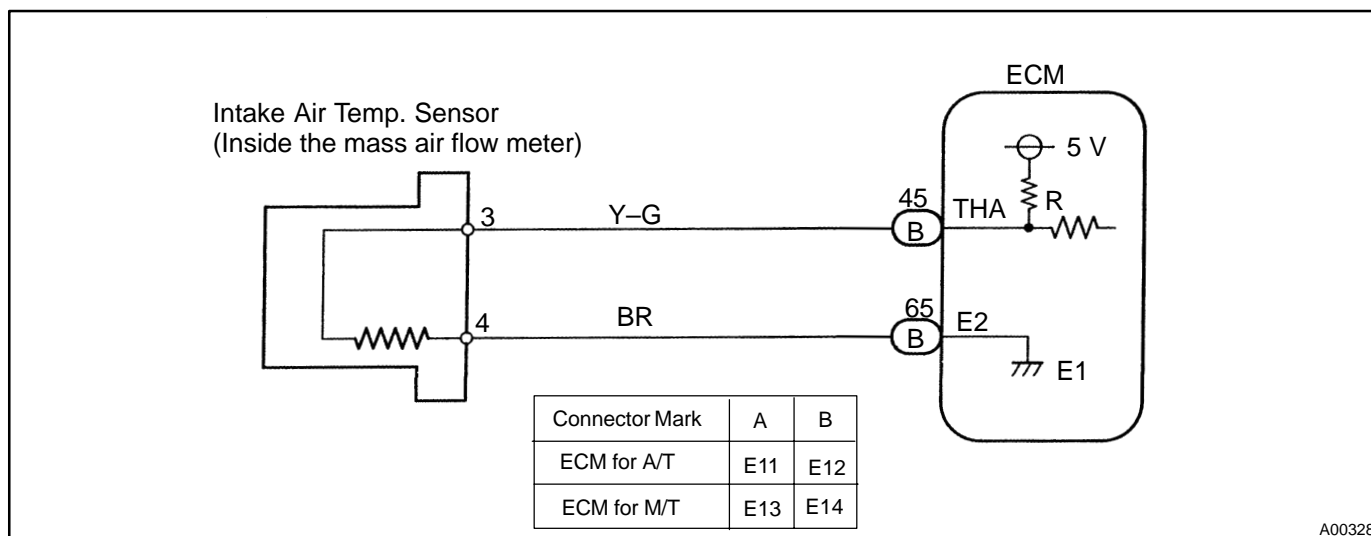 ECM
Intake Air Temp. Sensor
(Inside the mass air flow meter)
5 V
3
Y–G
45
B
THA
R
4
BR
65
B
E2
E1
Connector Mark A B
ECM for A/T E11 E12
ECM for M/T E13 E14
A00328